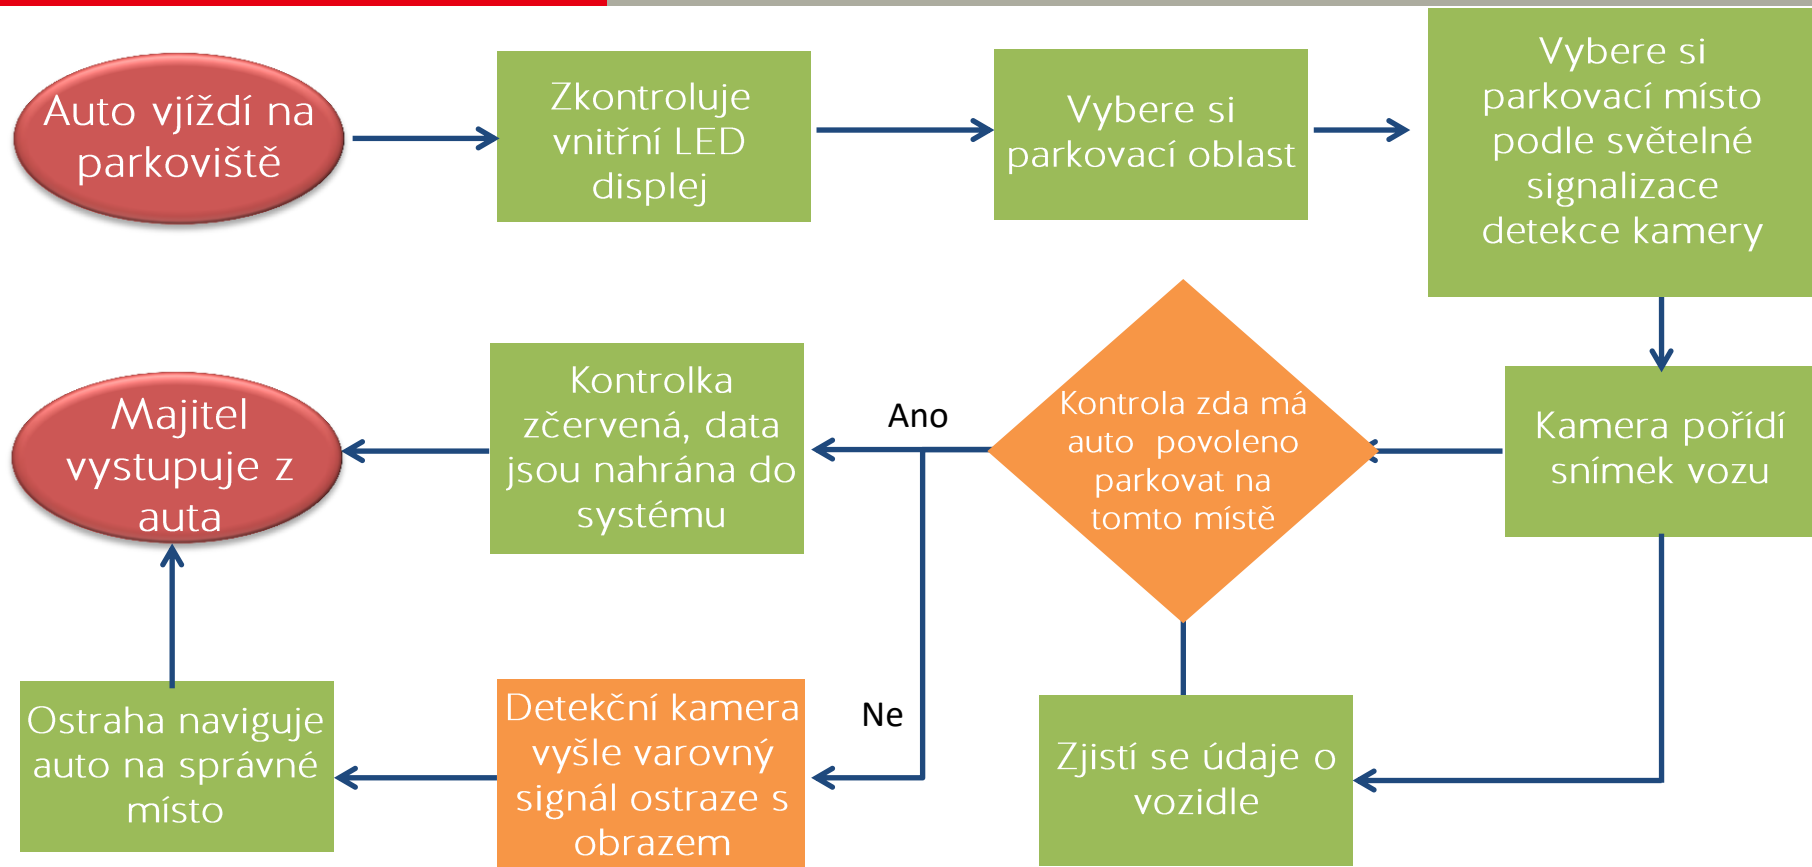 Auto vjíždí na
parkoviště
Zkontroluje
vnitřní LED
displej
Vybere si
parkovací oblast
Vybere si
parkovací místo
podle světelné
signalizace
detekce kamery
Kamera pořídí
snímek vozu
Kontrola zda má
auto povoleno
parkovat na
tomto místě
Ano
Kontrolka
zčervená, data
jsou nahrána do
systému
Majitel
vystupuje z
auta
Zjistí se údaje o
vozidle
Ne
Detekční kamera
vyšle varovný
signál ostraze s
obrazem
Ostraha naviguje
auto na správné
místo